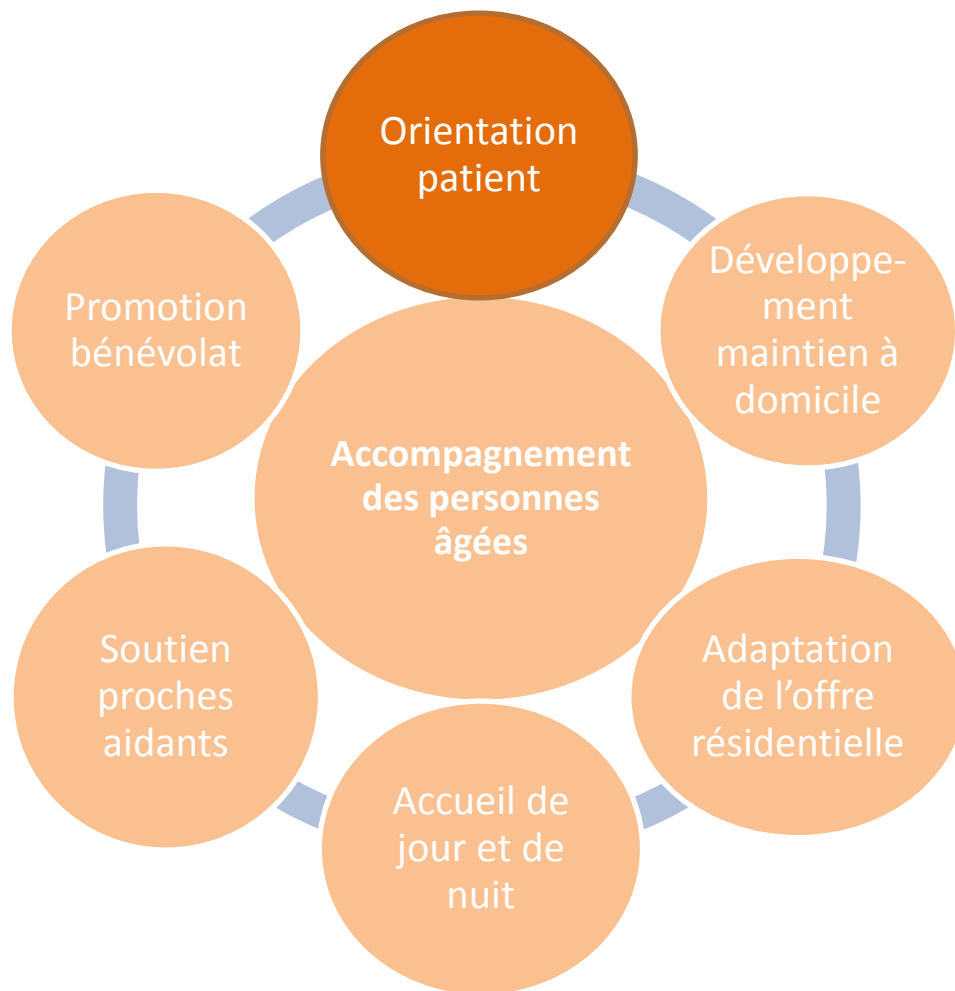 Orientation
patient
Développe-
ment
maintien à
domicile
Promotion
bénévolat
Accompagnement
des personnes
âgées
Adaptation
de l’offre
résidentielle
Soutien
proches
aidants
Accueil de
jour et de
nuit